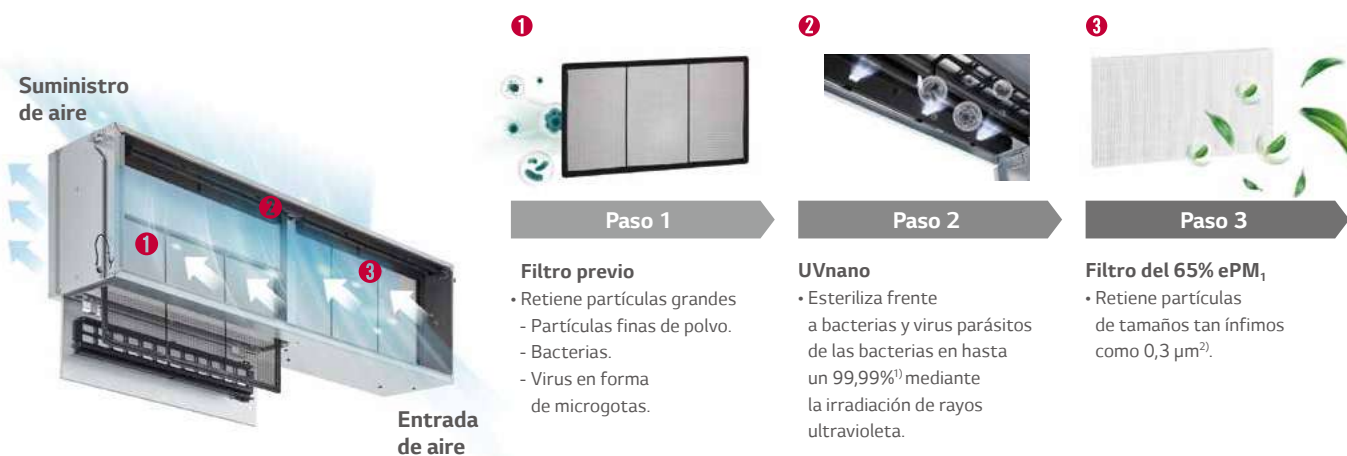 Suministro
de aire
❷
❶
❸
Entrada
de aire
❶
Paso 1
Filtro previo
• Retiene partículas grandes
- Partículas finas de polvo.
- Bacterias.
- Virus en forma
de microgotas.
❷
Paso 2
UVnano
• Esteriliza frente
a bacterias y virus parásitos
de las bacterias en hasta
un 99,99%¹⁾ mediante
la irradiación de rayos
ultravioleta.
❸
Paso 3
Filtro del 65% ePM₁
• Retiene partículas
de tamaños tan ínfimos
como 0,3 µm²⁾.